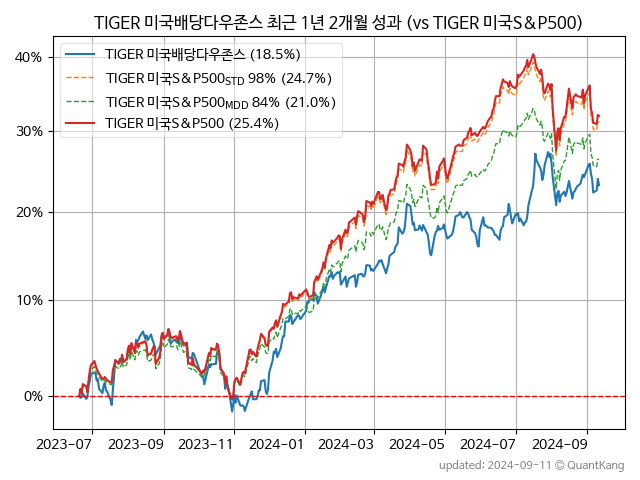 TIGER 미국배당다우존스 최근 1년 2개월 성과 (vs TIGER 미국S&P500)
TIGER 미국배당다우존스 (18.5%)
TIGER 미국S&P500STD 98% (24.7%)
TIGER 미국S&P500MDD 84% (21.0%)
TIGER 미국S&P500 (25.4%)
40%
30%
20%
10%
0%
2023-07 2023-09 2023-11 2024-01 2024-03 2024-05 2024-07 2024-09
updated: 2024-09-11 © QuantKang